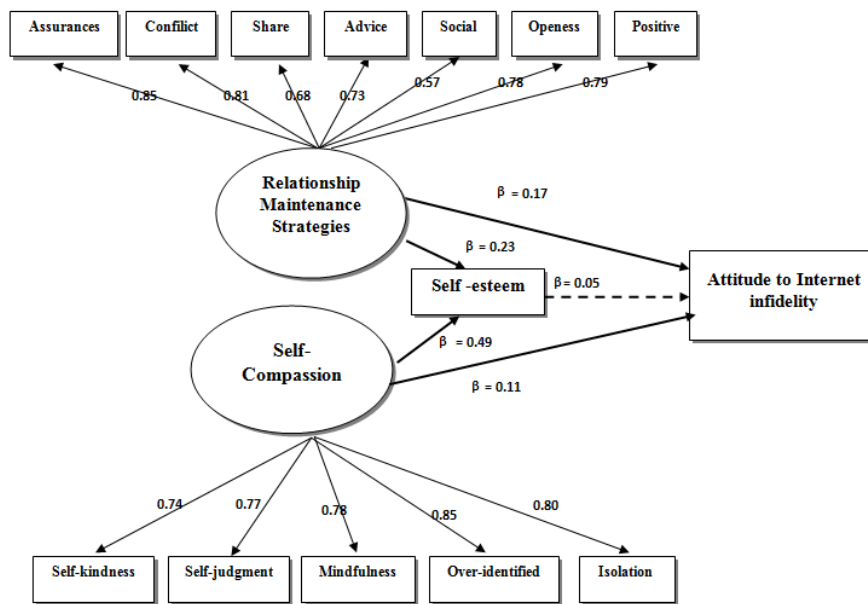 Assurances
Confilict
Share
Advice
Social
Openess
Positive
0.85
0.81
0.68
0.73
0.57
0.78
0.79
Relationship
Maintenance
Strategies
β = 0.17
β = 0.23
Self -esteem
β = 0.05
Attitude to Internet
infidelity
β = 0.49
Self-
Compassion
β = 0.11
0.74
0.77
0.78
0.85
0.80
Self-kindness
Self-judgment
Mindfulness
Over-identified
Isolation